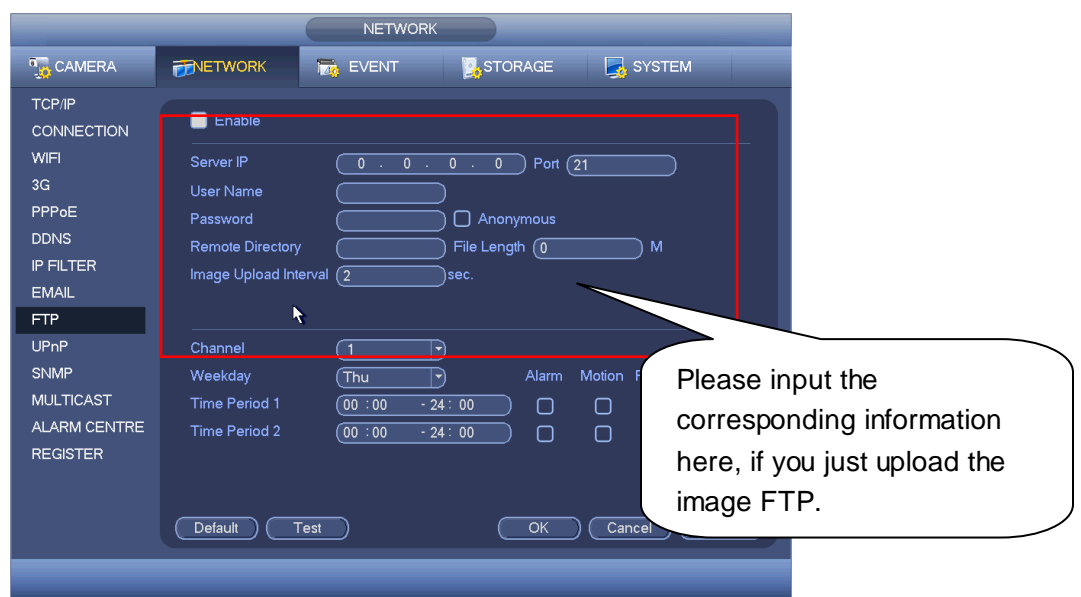 NETWORK
CAMERA NETWORK EVENT STORAGE SYSTEM
TCP/IP
CONNECTION
WIFI
3G
PPPoE
DDNS
IP FILTER
EMAIL
FTP
UPnP
SNMP
MULTICAST
ALARM CENTRE
REGISTER
Enable
Server IP 0 . 0 . 0 . 0 Port 21
User Name
Password Anonymous
Remote Directory File Length 0 M
Image Upload Interval 2 sec.
Channel 1
Weekday Thu Alarm Motion
Time Period 1 00 :00 - 24 : 00
Time Period 2 00 :00 - 24 : 00
Default Test OK Cancel
Please input the
corresponding information
here, if you just upload the
image FTP.